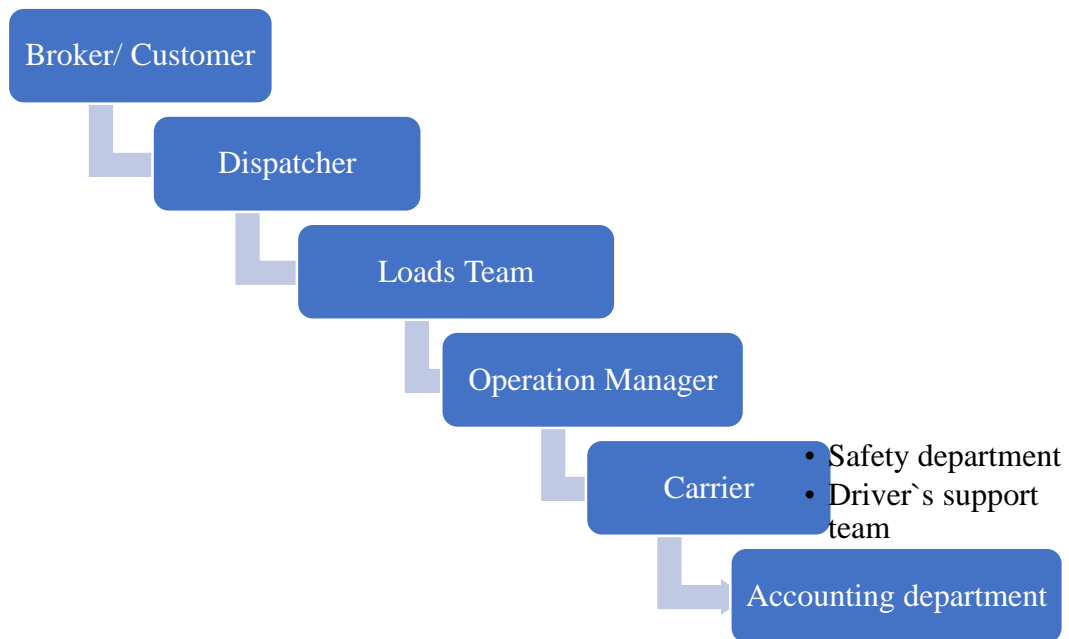 Broker/ Customer
Dispatcher
Loads Team
Operation Manager
Carrier
• Safety department
• Driver`s support
team
Accounting department